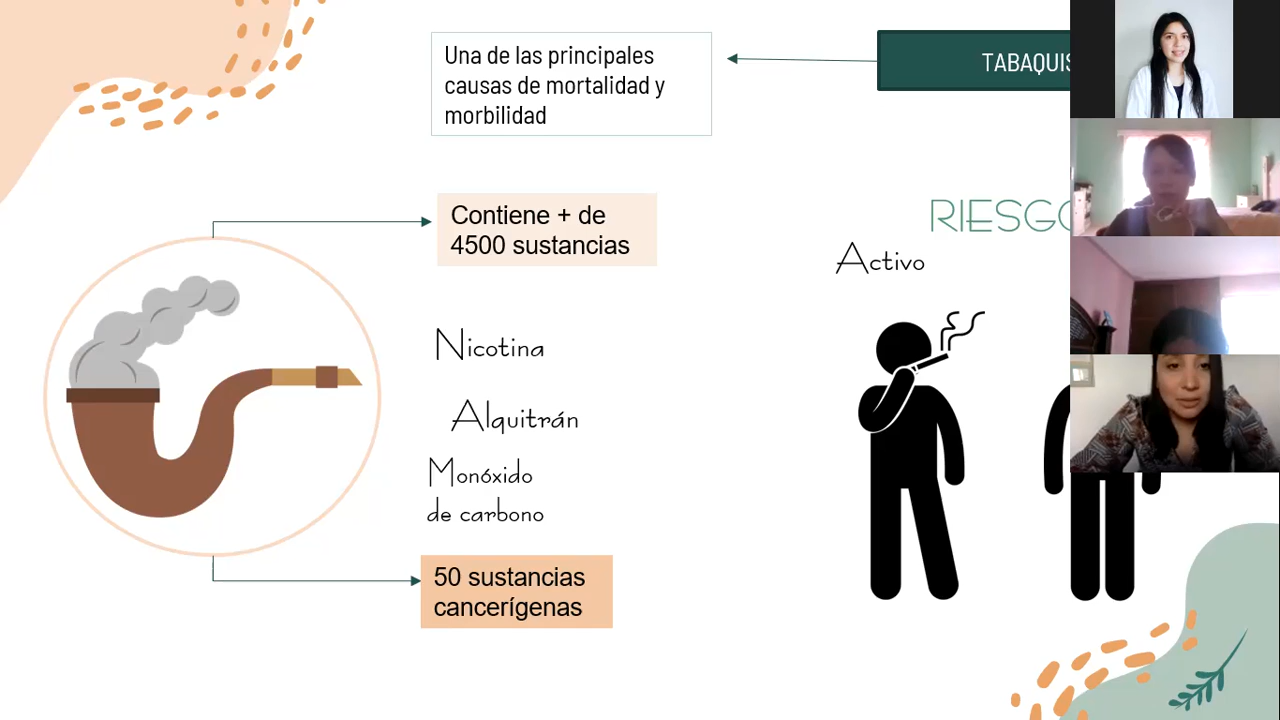 Una de las principales
causas de mortalidad y
morbilidad
Contiene + de
4500 sustancias
Activo
Nicotina
Alquitrán
Monóxido
de carbono
50 sustancias
cancerígenas